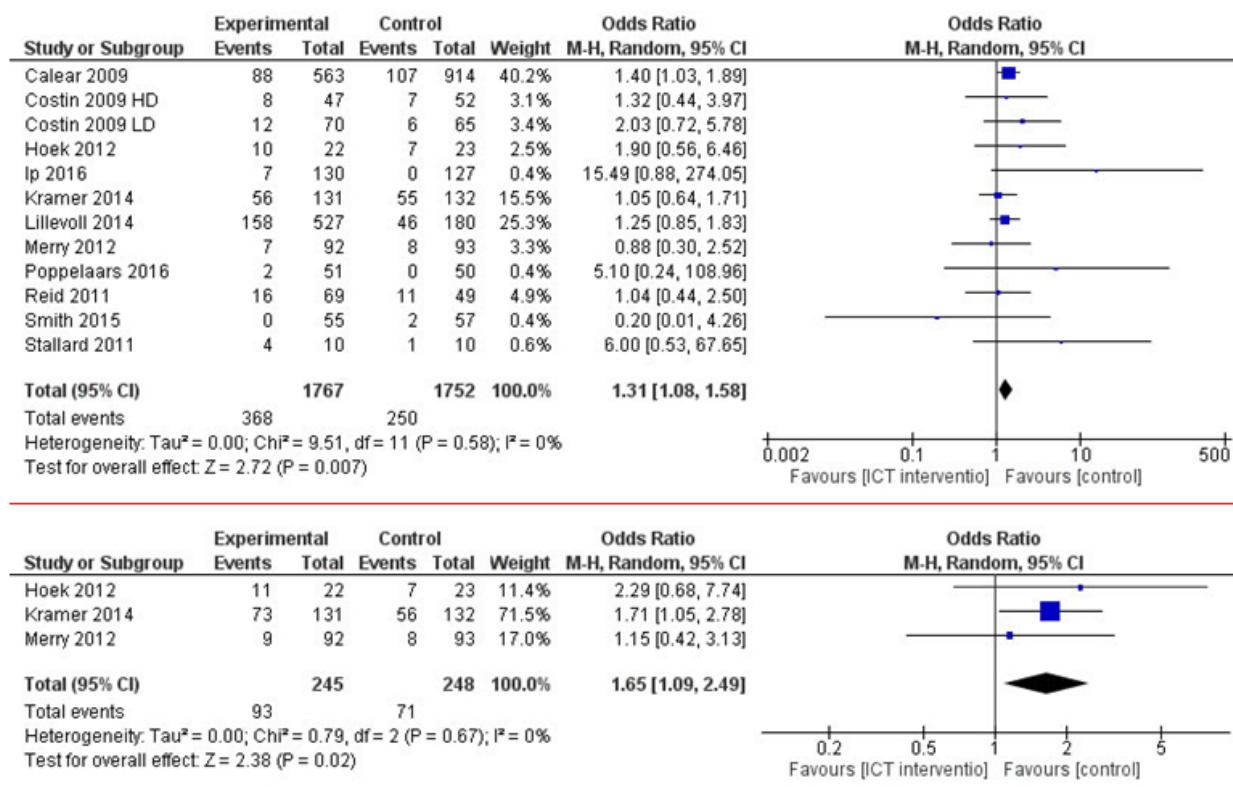 Experimental Control Odds Ratio Odds Ratio
Study or Subgroup Events Total Events Total Weight M-H, Random, 95% CI M-H, Random, 95% CI
Calear 2009 88 563 107 914 40.2% 1.40 [1.03, 1.89]
Costin 2009 HD 8 47 7 52 3.1% 1.32 [0.44, 3.97]
Costin 2009 LD 12 70 6 65 3.4% 2.03 [0.72, 5.78]
Hoek 2012 10 22 7 23 2.5% 1.90 [0.56, 6.46]
Ip 2016 7 130 0 127 0.4% 15.49 [0.88, 274.05]
Kramer 2014 56 131 55 132 15.5% 1.05 [0.64, 1.71]
Lillevoll 2014 158 527 46 180 25.3% 1.25 [0.85, 1.83]
Merry 2012 7 92 8 93 3.3% 0.88 [0.30, 2.52]
Poppelaars 2016 2 51 0 50 0.4% 5.10 [0.24, 108.96]
Reid 2011 16 69 11 49 4.9% 1.04 [0.44, 2.50]
Smith 2015 0 55 2 57 0.4% 0.20 [0.01, 4.26]
Stallard 2011 4 10 1 10 0.6% 6.00 [0.53, 67.65]
Total (95% CI) 1767 1752 100.0% 1.31 [1.08, 1.58]
Total events 368 250
Heterogeneity: Tau² = 0.00; Chi² = 9.51, df = 11 (P = 0.58); I² = 0%
Test for overall effect: Z = 2.72 (P = 0.007)
0.002 0.1 1 10 500
Favours [ICT interventio] Favours [control]
Experimental Control Odds Ratio Odds Ratio
Study or Subgroup Events Total Events Total Weight M-H, Random, 95% CI M-H, Random, 95% CI
Hoek 2012 11 22 7 23 11.4% 2.29 [0.68, 7.74]
Kramer 2014 73 131 56 132 71.5% 1.71 [1.05, 2.78]
Merry 2012 9 92 8 93 17.0% 1.15 [0.42, 3.13]
Total (95% CI) 245 248 100.0% 1.65 [1.09, 2.49]
Total events 93 71
Heterogeneity: Tau² = 0.00; Chi² = 0.79, df = 2 (P = 0.67); I² = 0%
Test for overall effect: Z = 2.38 (P = 0.02)
0.2 0.5 1 2 5
Favours [ICT interventio] Favours [control]